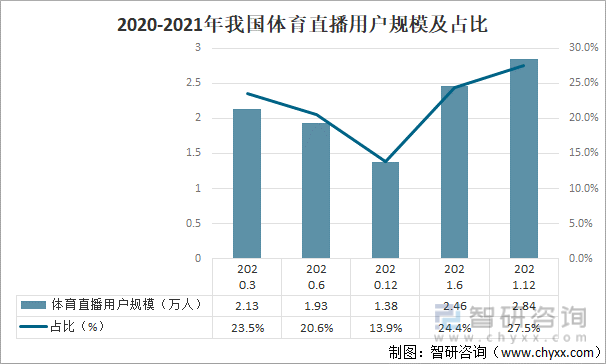 2020-2021年我国体育直播用户规模及占比
3 30.0%
2.5 25.0%
2 20.0%
1.5 15.0%
1 10.0%
0.5 5.0%
0 0.0%
202 202 202 202 202
0.3 0.6 0.12 1.6 1.12
体育直播用户规模（万人） 2.13 1.93 1.38 2.46 2.84
占比（%） 23.5% 20.6% 13.9% 24.4% 27.5%
智研咨询
www.chyxx.com
制图：智研咨询（www.chyxx.com）